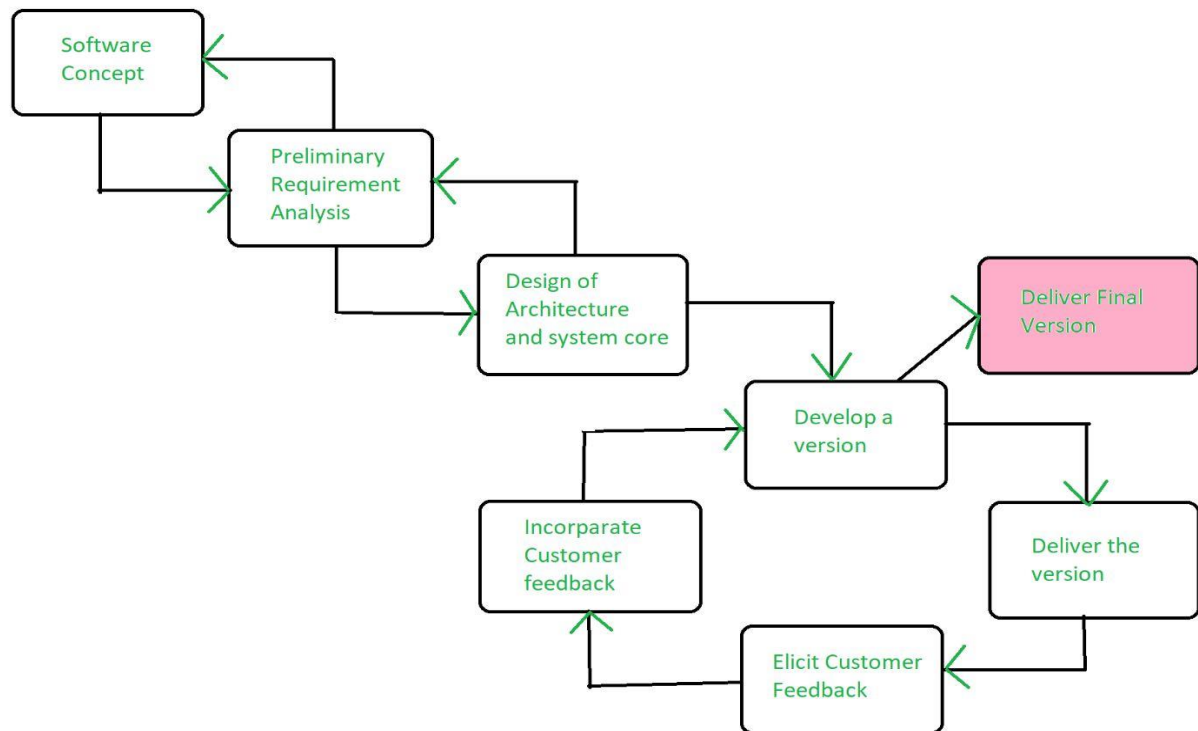 Software
Concept
Preliminary
Requirement
Analysis
Design of
Architecture
and system core
Deliver Final
Version
Develop a
version
Incorparate
Customer
feedback
Deliver the
version
Elicit Customer
Feedback